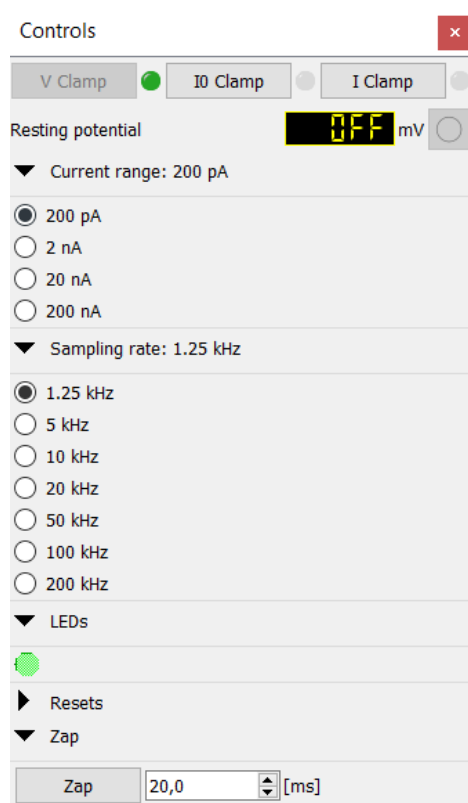 Controls
V Clamp I0 Clamp I Clamp
Resting potential OFF mV
Current range: 200 pA
200 pA
2 nA
20 nA
200 nA
Sampling rate: 1.25 kHz
1.25 kHz
5 kHz
10 kHz
20 kHz
50 kHz
100 kHz
200 kHz
LEDs
Resets
Zap
Zap 20,0 [ms]